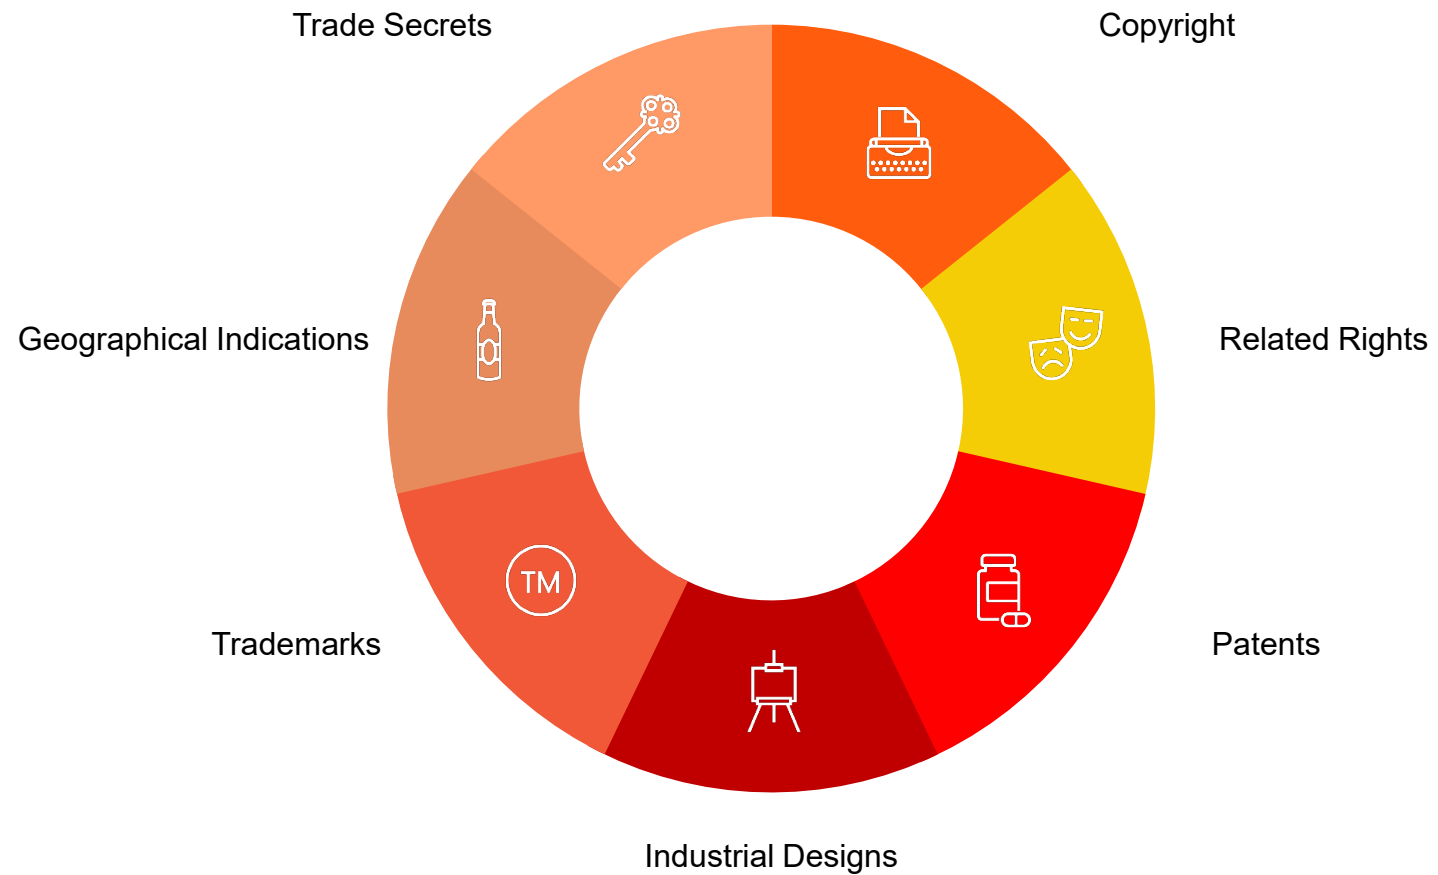 Trade Secrets
Copyright
Geographical Indications
Related Rights
TM
Trademarks
Patents
Industrial Designs